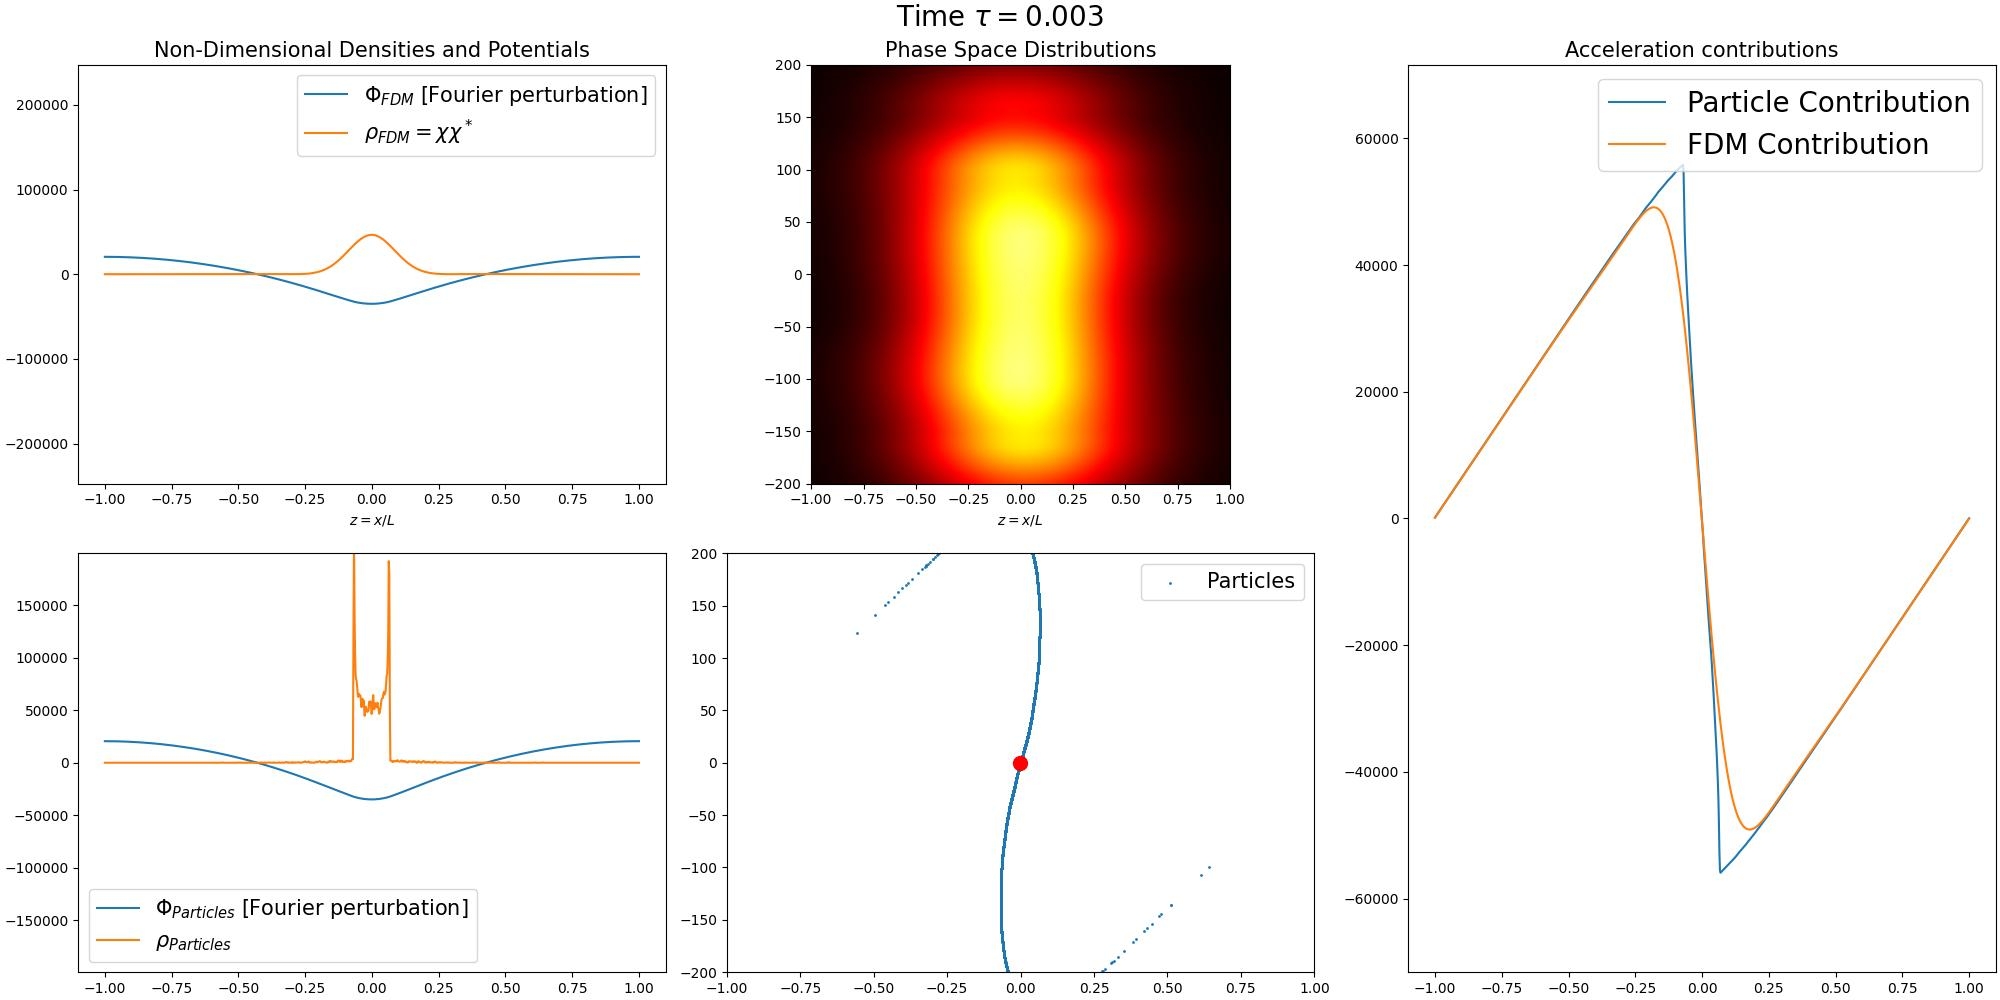 Time τ = 0.003
Non-Dimensional Densities and Potentials
Φ_FDM [Fourier perturbation]
ρ_FDM = χχ*
200000
100000
0
−100000
−200000
−1.00 −0.75 −0.50 −0.25 0.00 0.25 0.50 0.75 1.00
z = x/L
Phase Space Distributions
200
150
100
50
0
−50
−100
−150
−200
−1.00 −0.75 −0.50 −0.25 0.00 0.25 0.50 0.75 1.00
z = x/L
Acceleration contributions
Particle Contribution
FDM Contribution
60000
40000
20000
0
−20000
−40000
−60000
−1.00 −0.75 −0.50 −0.25 0.00 0.25 0.50 0.75 1.00
150000
100000
50000
0
−50000
−100000
−150000
Φ_Particles [Fourier perturbation]
ρ_Particles
−1.00 −0.75 −0.50 −0.25 0.00 0.25 0.50 0.75 1.00
Particles
200
150
100
50
0
−50
−100
−150
−200
−1.00 −0.75 −0.50 −0.25 0.00 0.25 0.50 0.75 1.00